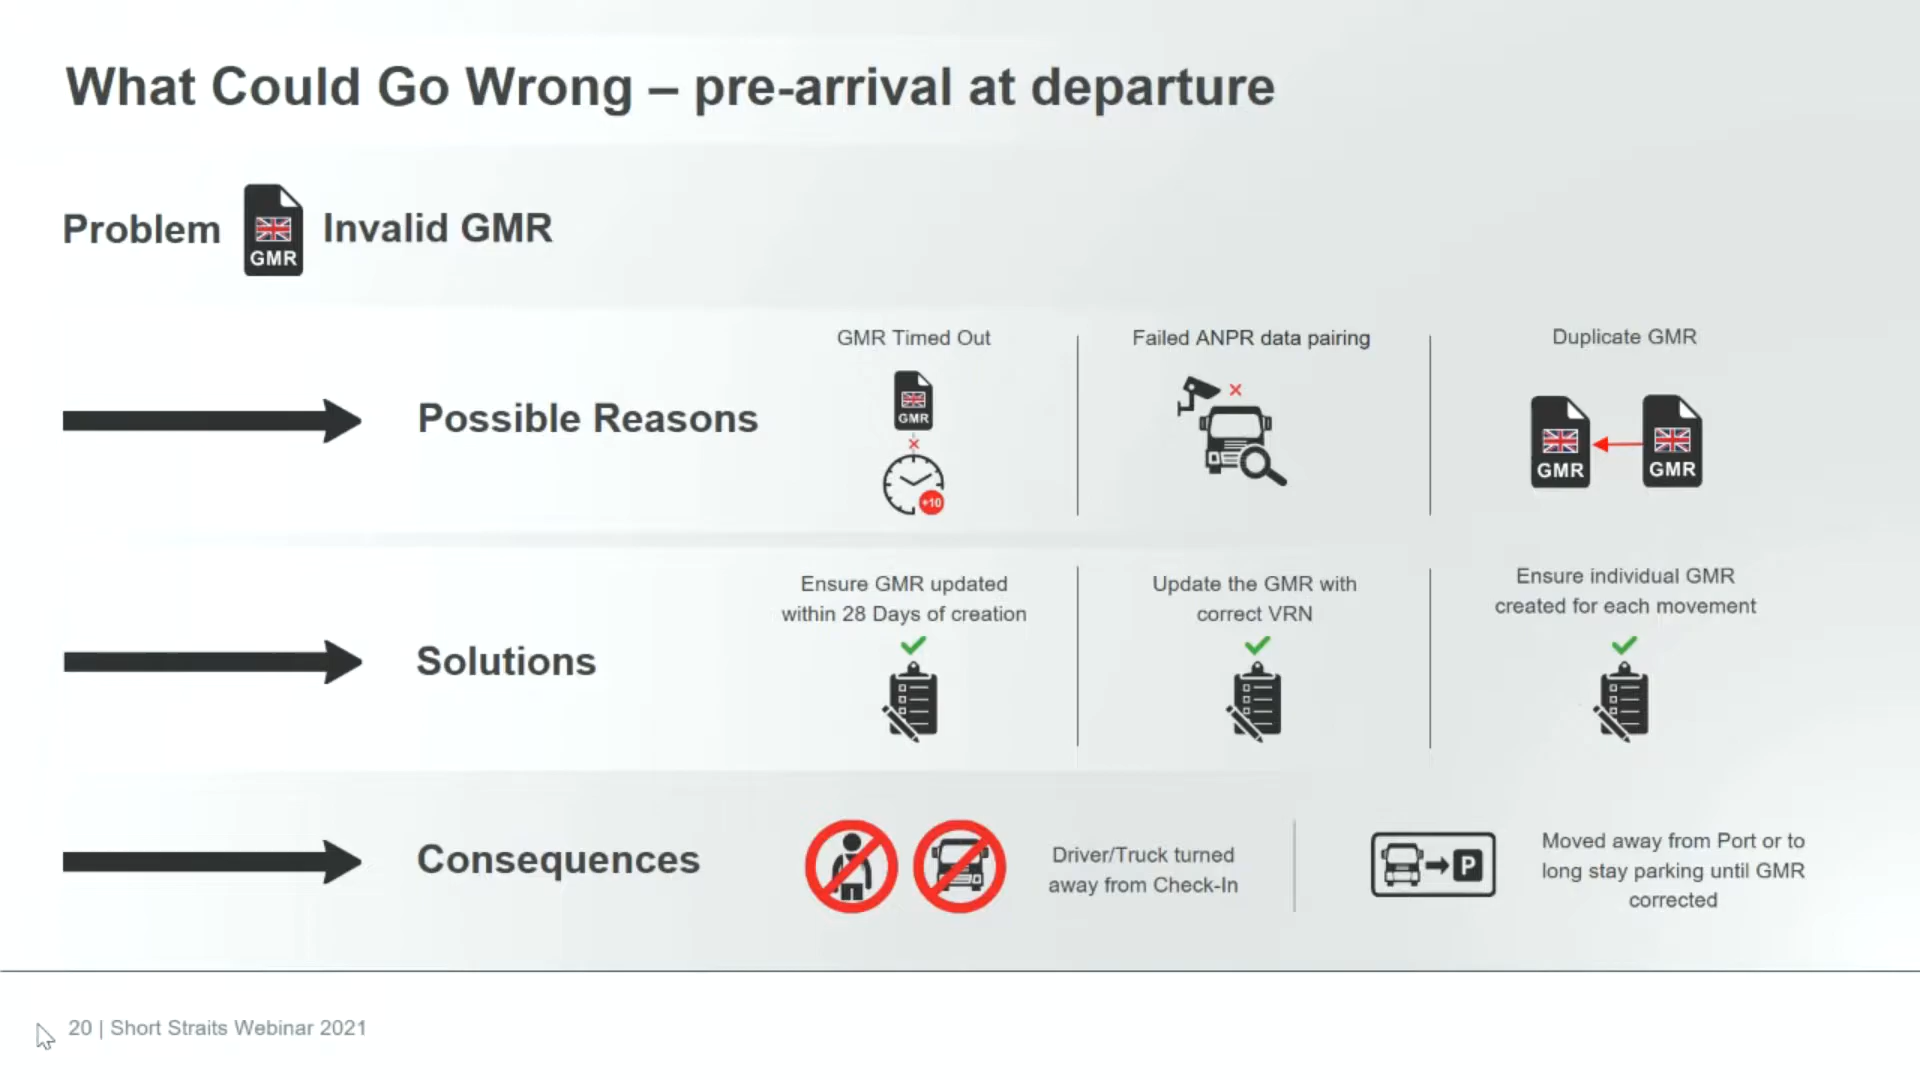 What Could Go Wrong – pre-arrival at departure
Problem
GMR
Invalid GMR
Possible Reasons
GMR Timed Out
GMR
+10
Failed ANPR data pairing
Duplicate GMR
GMR
GMR
Solutions
Ensure GMR updated
within 28 Days of creation
Update the GMR with
correct VRN
Ensure individual GMR
created for each movement
Consequences
Driver/Truck turned
away from Check-In
P
Moved away from Port or to
long stay parking until GMR
corrected
20 | Short Straits Webinar 2021